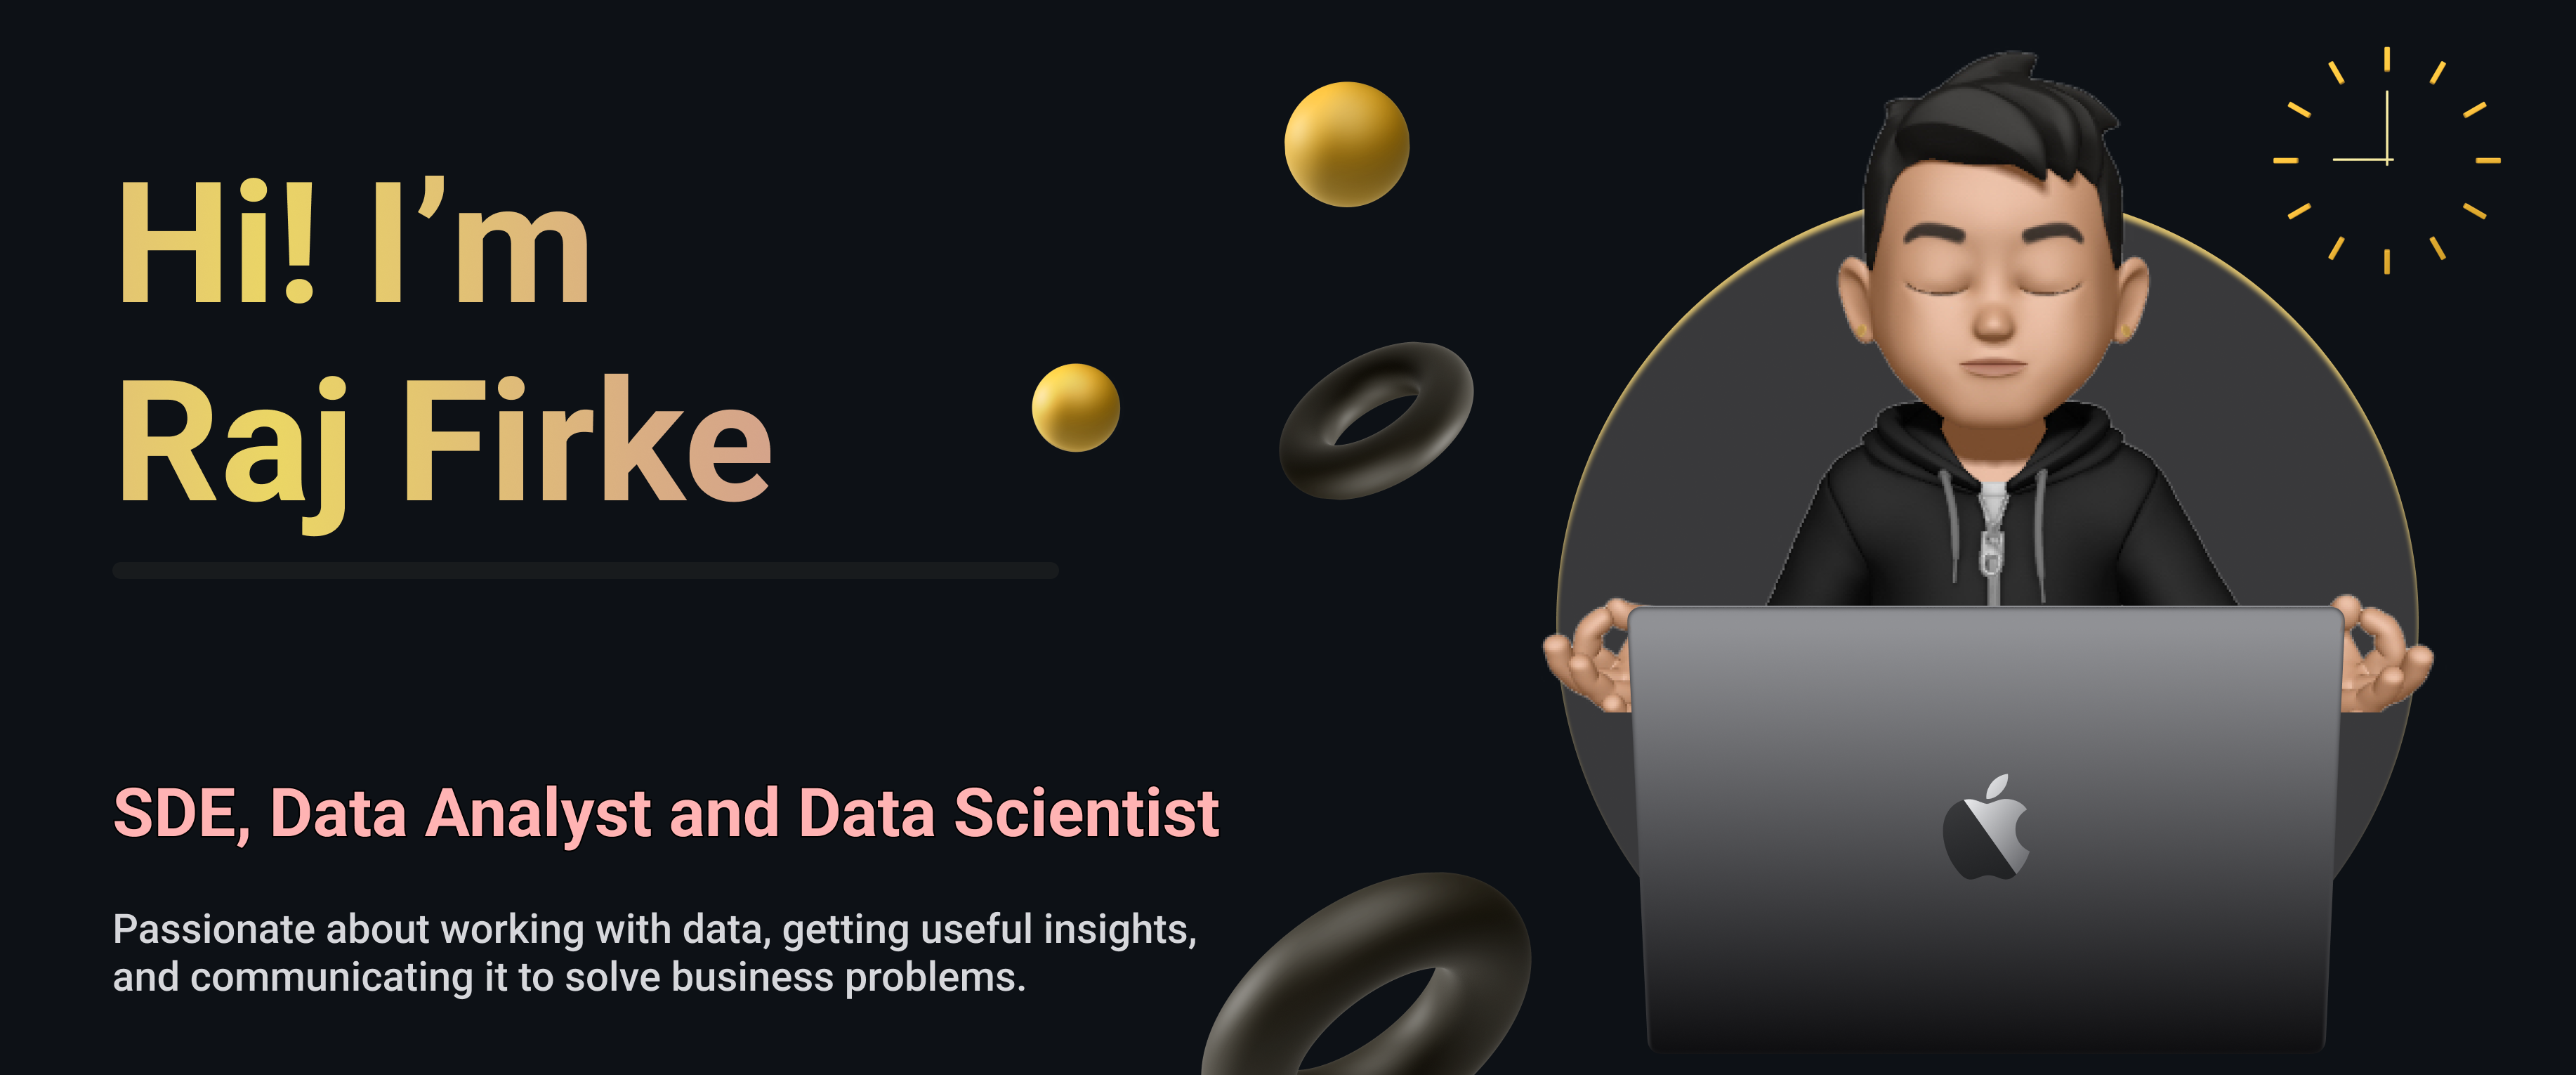 Hi! I’m
Raj Firke
SDE, Data Analyst and Data Scientist
Passionate about working with data, getting useful insights,
and communicating it to solve business problems.